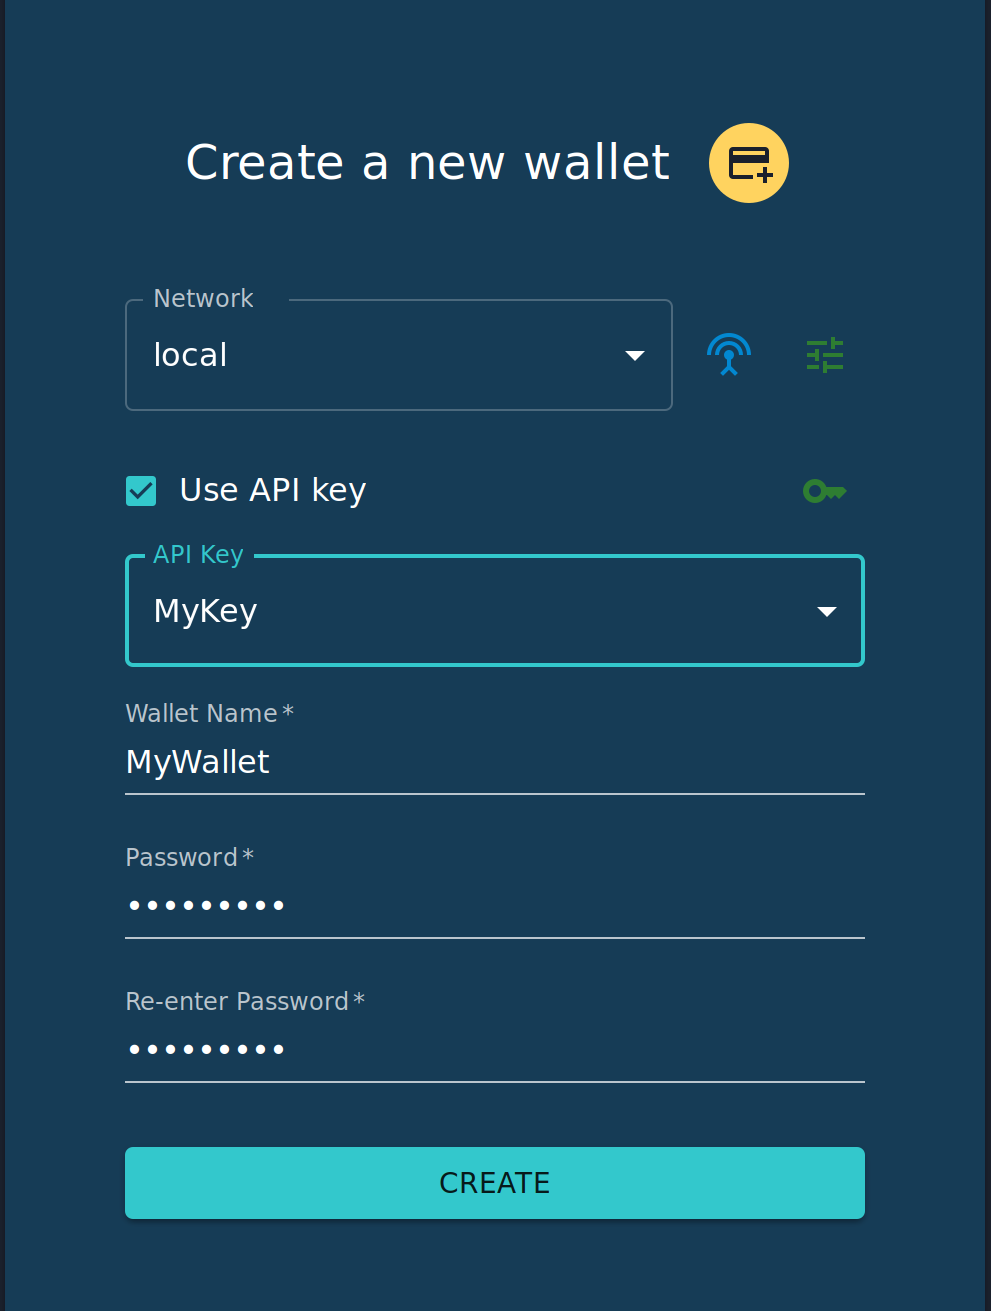 Create a new wallet
Network
local
Use API key
API Key
MyKey
Wallet Name *
MyWallet
Password *
•••••••••
Re-enter Password *
•••••••••
CREATE